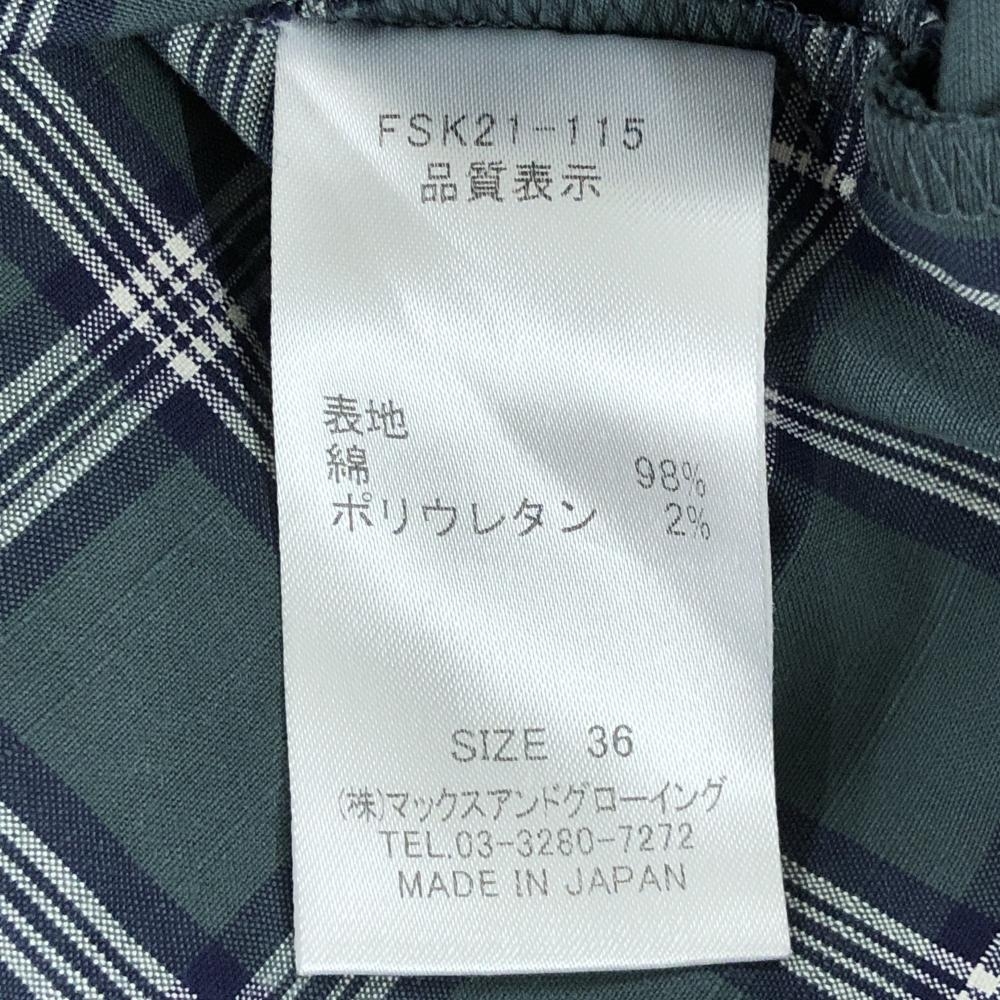 FSK21-115
品質表示
表地
綿 98%
ポリウレタン 2%
SIZE 36
(株)マックスアンドグローイング
TEL.03-3280-7272
MADE IN JAPAN